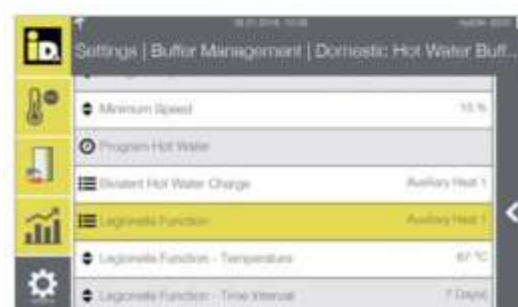 iD.
Settings | Buffer Management | Domestic Hot Water Buff...
Minimum Speed 15 %
Program Hot Water
Bivalent Hot Water Charge Auxiliary Heat 1
Legionella Function Auxiliary Heat 1
Legionella Function - Temperature 67 °C
Legionella Function - Time Interval 7 Day(s)